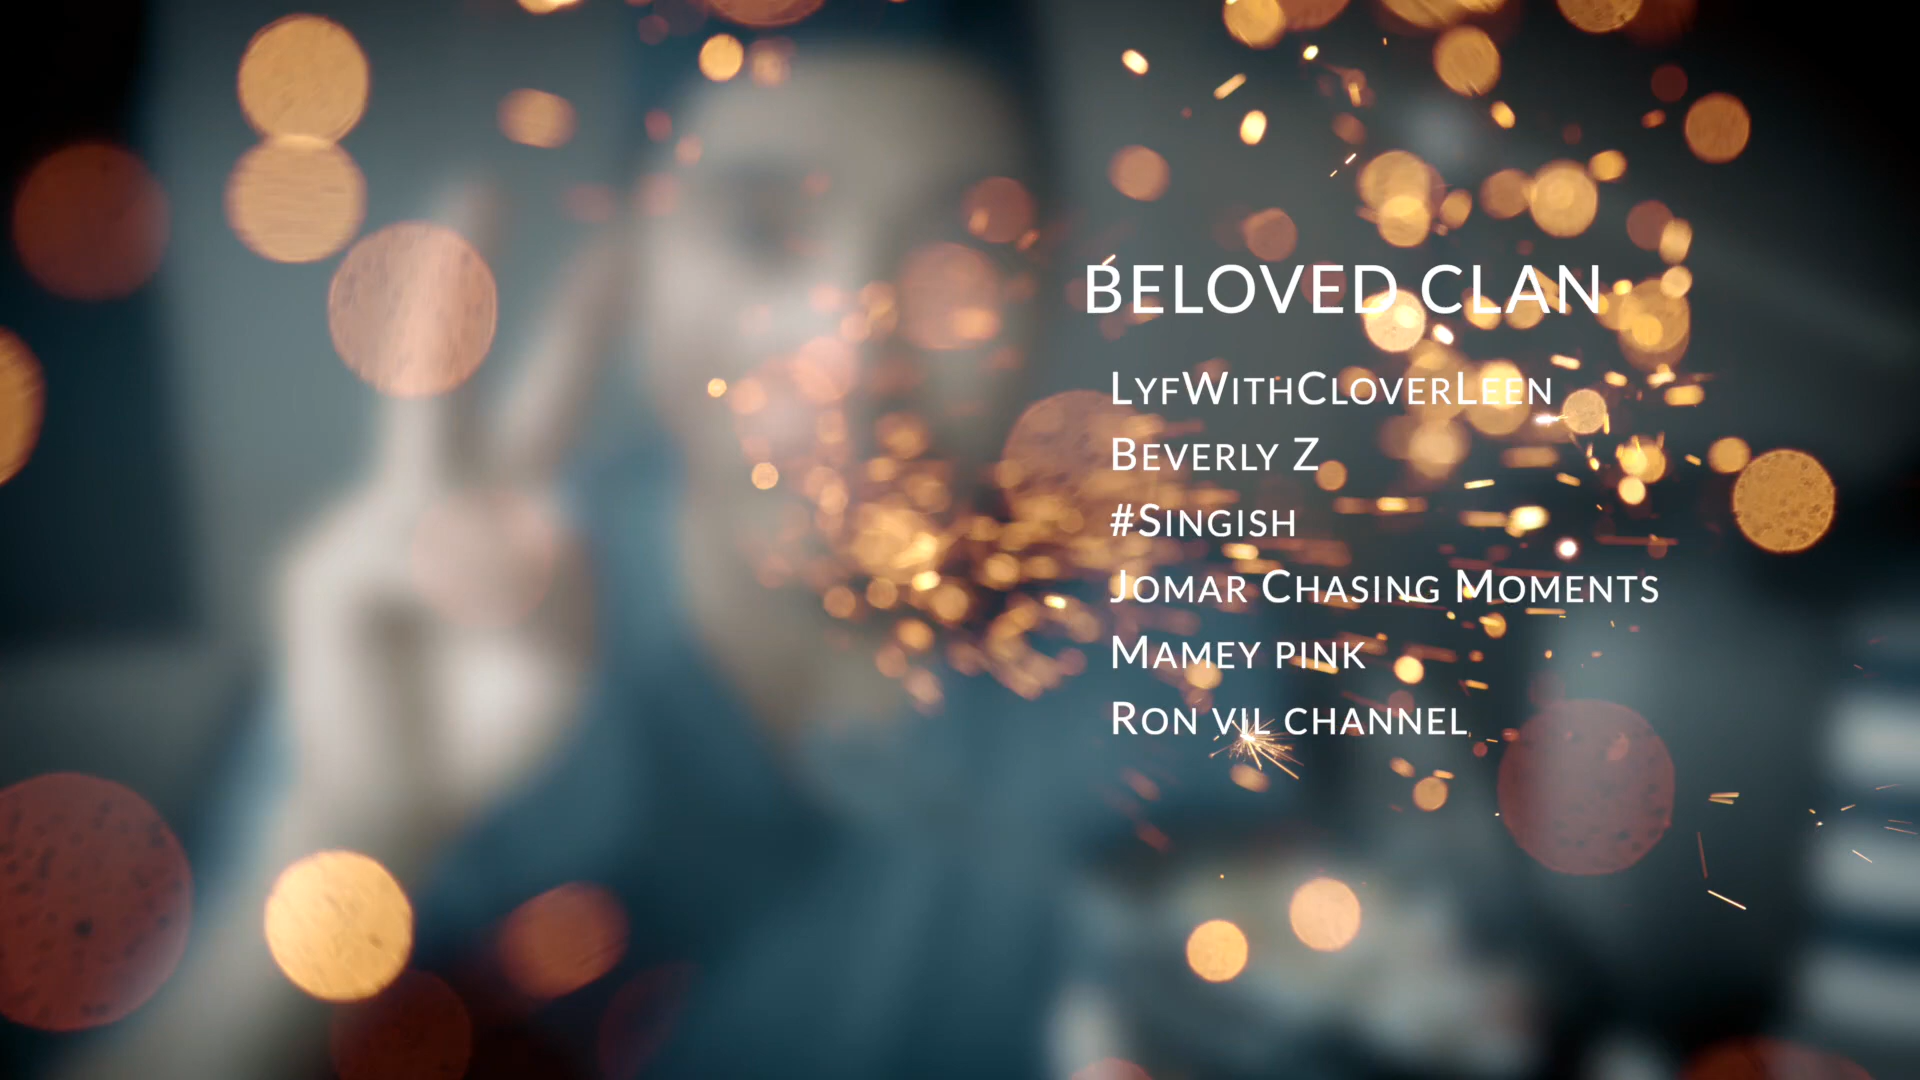 BELOVED CLAN
LyfWithCloverLeen
Beverly Z
#Singish
Jomar Chasing Moments
Mamey pink
Ron vil channel